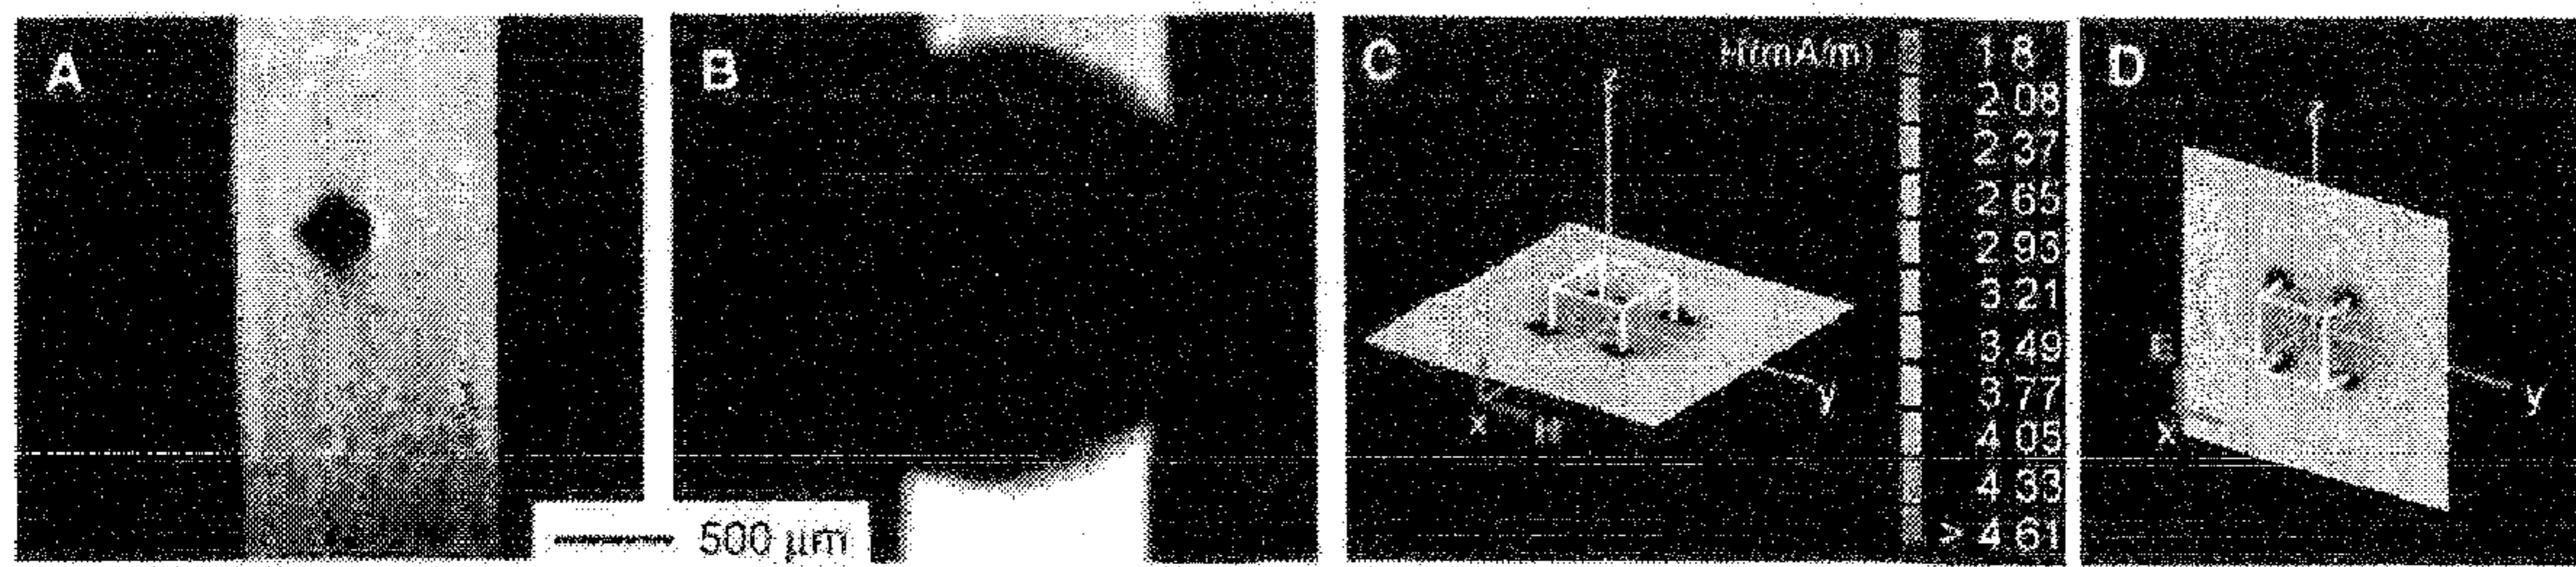 A
500 μm
B
C
H(mA/m)
z
x
H
y
1 8
2 08
2 37
2 65
2 93
3 21
3.49
3 77
4 05
4 33
> 4 61
D
z
E
x
y